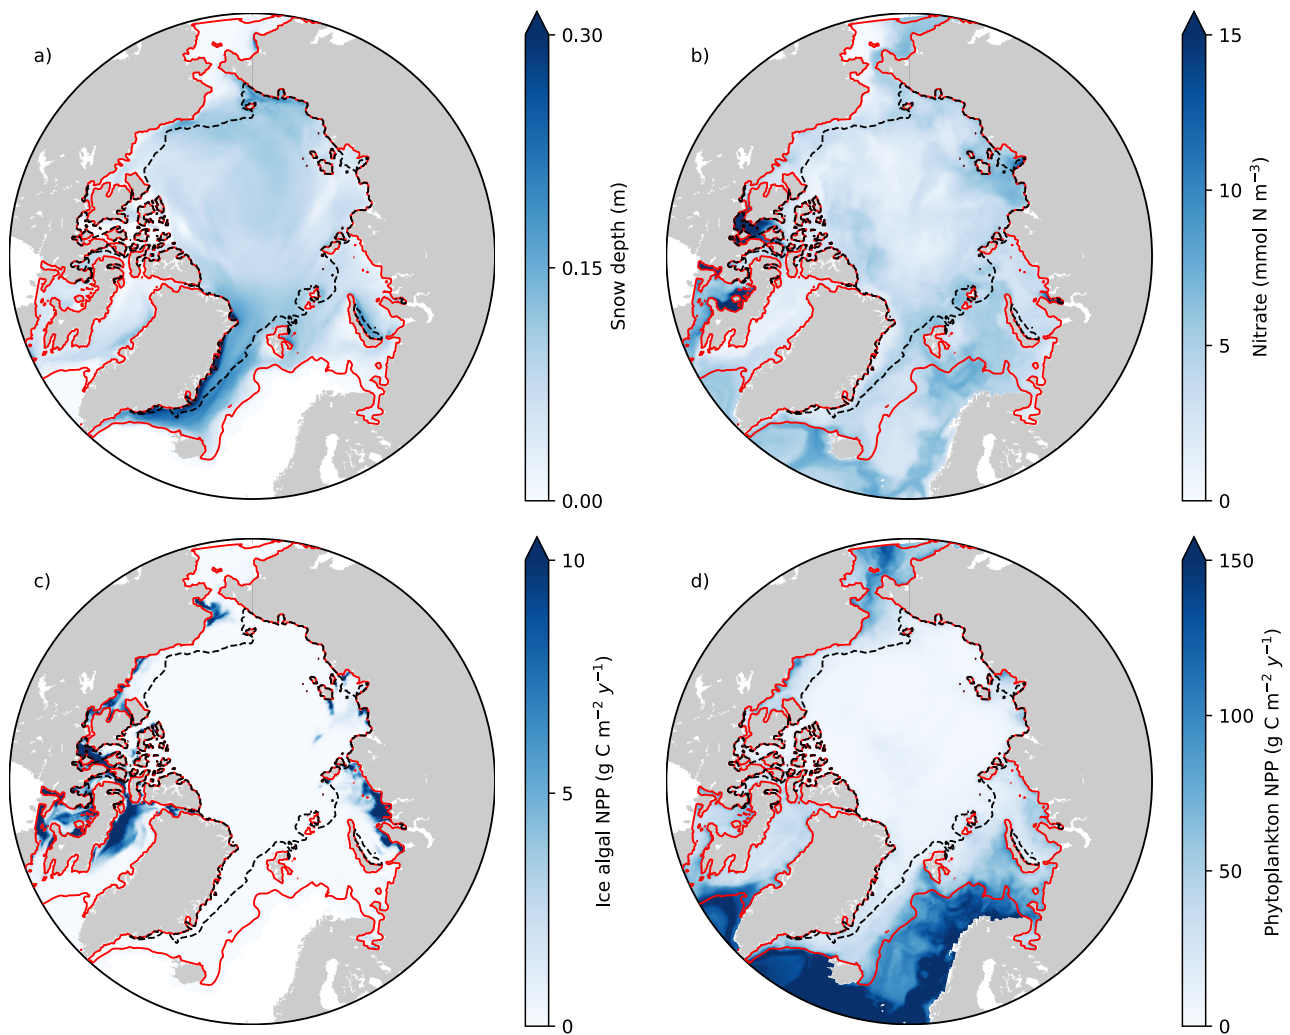 a)
0.30
0.15
0.00
Snow depth (m)
b)
15
10
5
0
Nitrate (mmol N m⁻³)
c)
10
5
0
Ice algal NPP (g C m⁻² y⁻¹)
d)
150
100
50
0
Phytoplankton NPP (g C m⁻² y⁻¹)